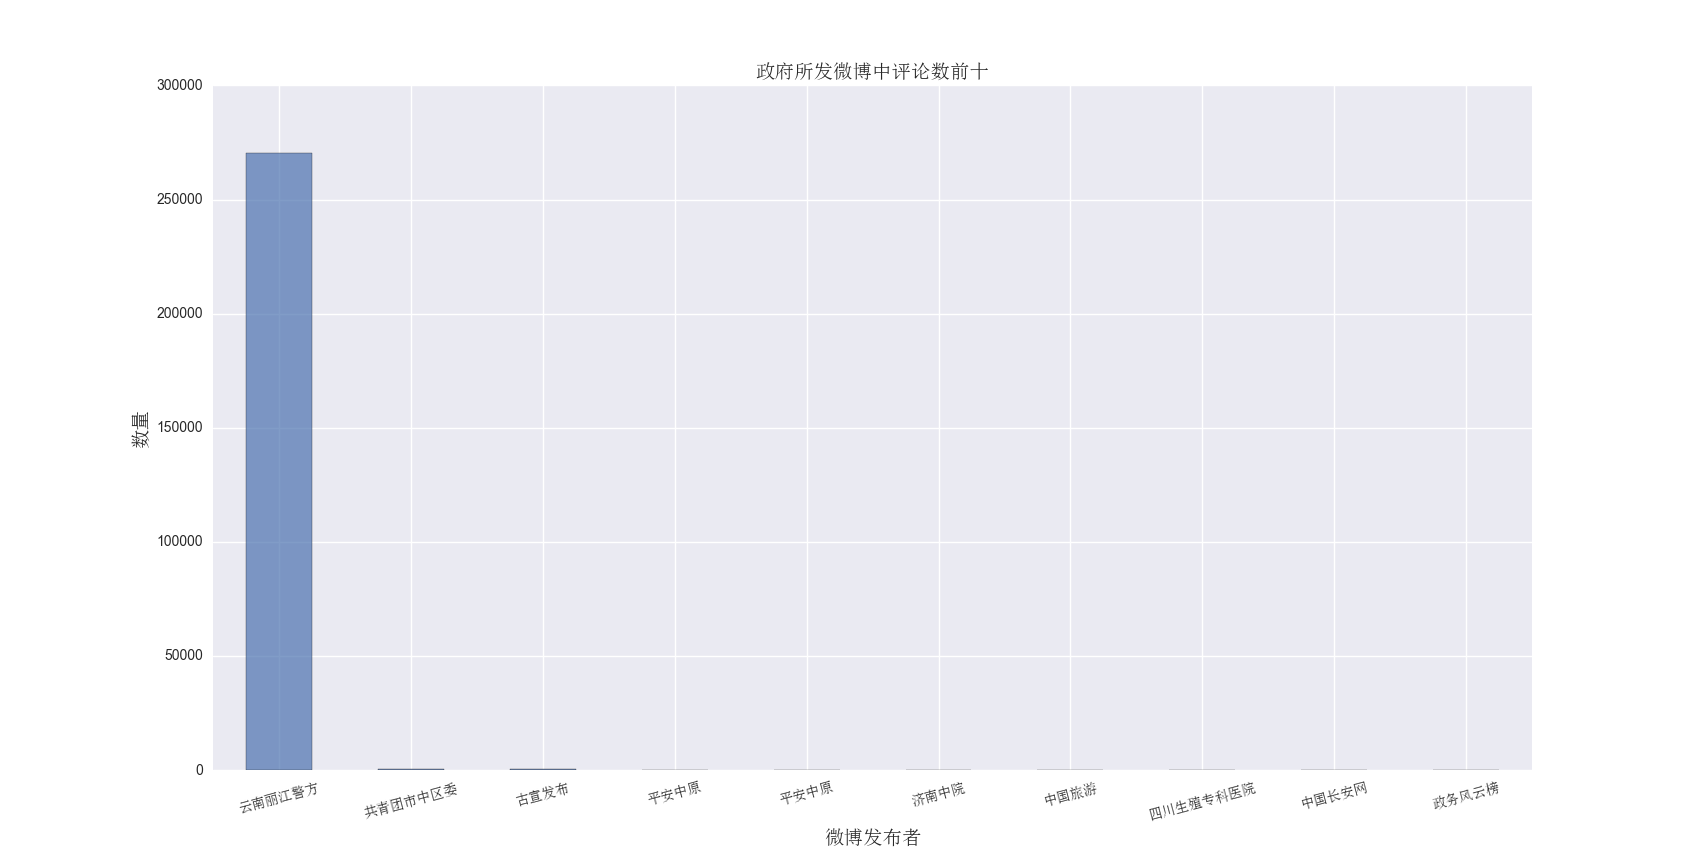 政府所发微博中评论数前十
300000
250000
200000
150000
100000
50000
0
数量
云南丽江警方
共青团市中区委
古宣发布
平安中原
平安中原
济南中院
中国旅游
四川生殖专科医院
中国长安网
政务风云榜
微博发布者